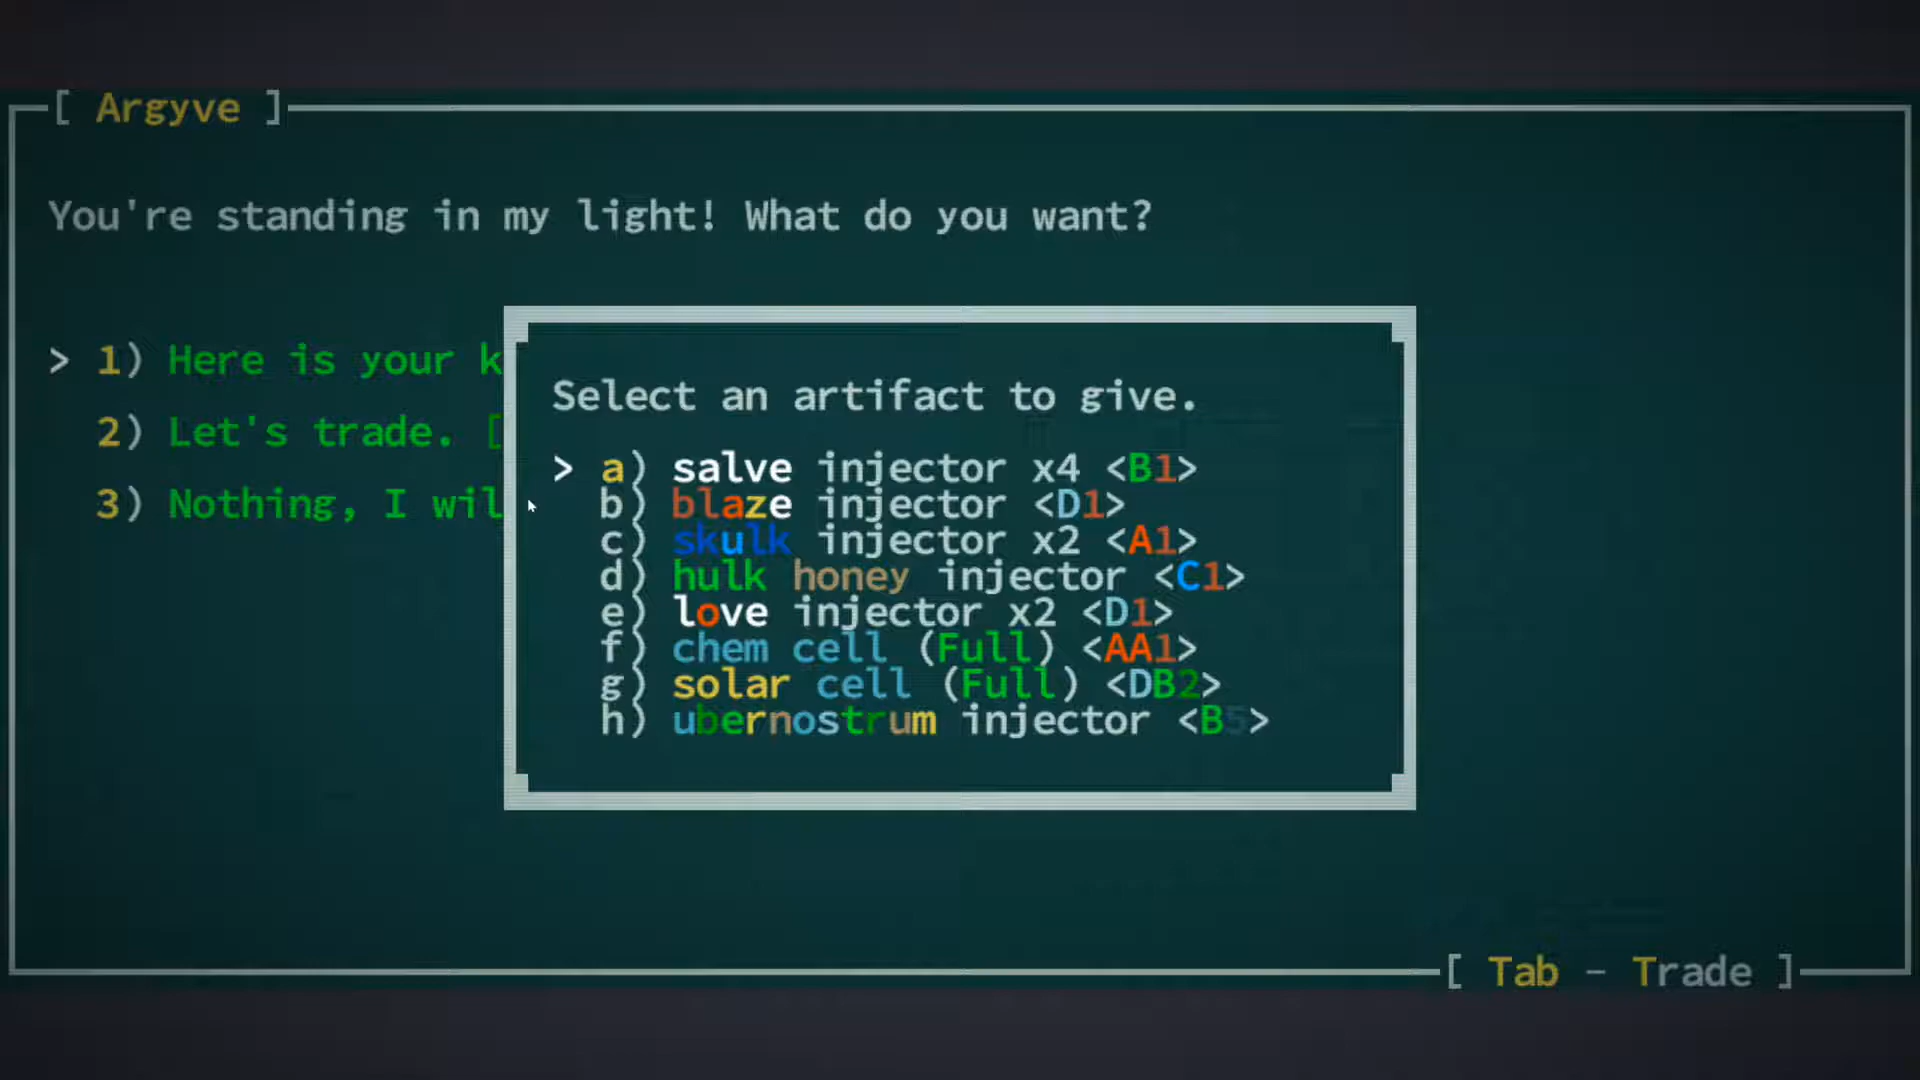 [ Argyve ]
You're standing in my light! What do you want?
> 1) Here is your k
2) Let's trade. [
3) Nothing, I wil
Select an artifact to give.
> a) salve injector x4 <B1>
b) blaze injector <D1>
c) skulk injector x2 <A1>
d) hulk honey injector <C1>
e) love injector x2 <D1>
f) chem cell (Full) <AA1>
g) solar cell (Full) <DB2>
h) ubernostrum injector <B5>
[ Tab - Trade ]